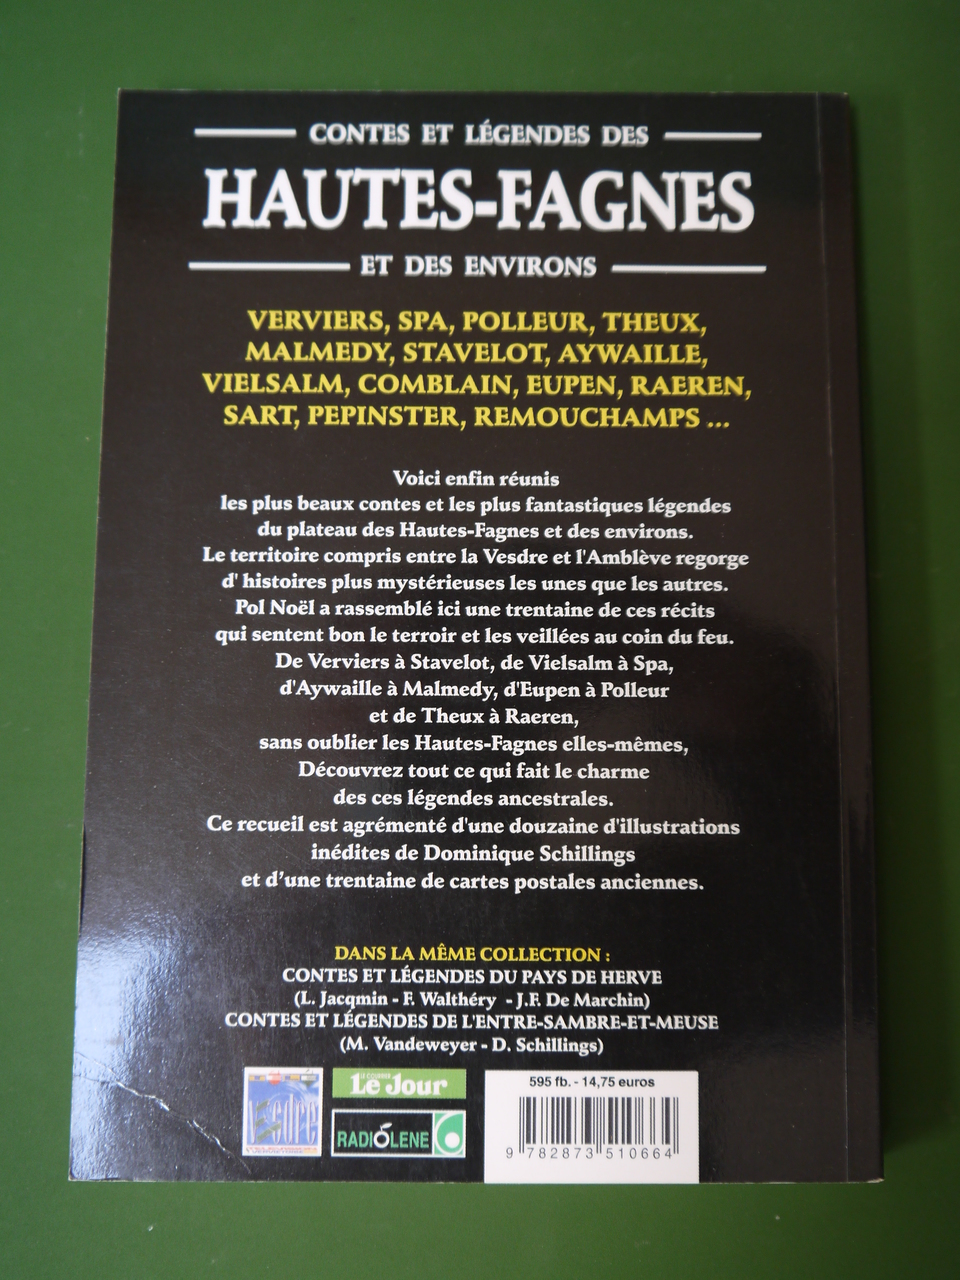 CONTES ET LÉGENDES DES
HAUTES-FAGNES
ET DES ENVIRONS
VERVIERS, SPA, POLLEUR, THEUX,
MALMEDY, STAVELOT, AYWAILLE,
VIELSALM, COMBLAIN, EUPEN, RAEREN,
SART, PEPINSTER, REMOUCHAMPS ...
Voici enfin réunis
les plus beaux contes et les plus fantastiques légendes
du plateau des Hautes-Fagnes et des environs.
Le territoire compris entre la Vesdre et l'Amblève regorge
d' histoires plus mystérieuses les unes que les autres.
Pol Noël a rassemblé ici une trentaine de ces récits
qui sentent bon le terroir et les veillées au coin du feu.
De Verviers à Stavelot, de Vielsalm à Spa,
d'Aywaille à Malmedy, d'Eupen à Polleur
et de Theux à Raeren,
sans oublier les Hautes-Fagnes elles-mêmes,
Découvrez tout ce qui fait le charme
des ces légendes ancestrales.
Ce recueil est agrémenté d'une douzaine d'illustrations
inédites de Dominique Schillings
et d’une trentaine de cartes postales anciennes.
DANS LA MÊME COLLECTION :
CONTES ET LÉGENDES DU PAYS DE HERVE
(L. Jacqmin - F. Walthéry - J.F. De Marchin)
CONTES ET LÉGENDES DE L'ENTRE-SAMBRE-ET-MEUSE
(M. Vandeweyer - D. Schillings)
LE COURRIER
Le Jour
RADIOLENE
595 fb. - 14,75 euros
9 782873 510664